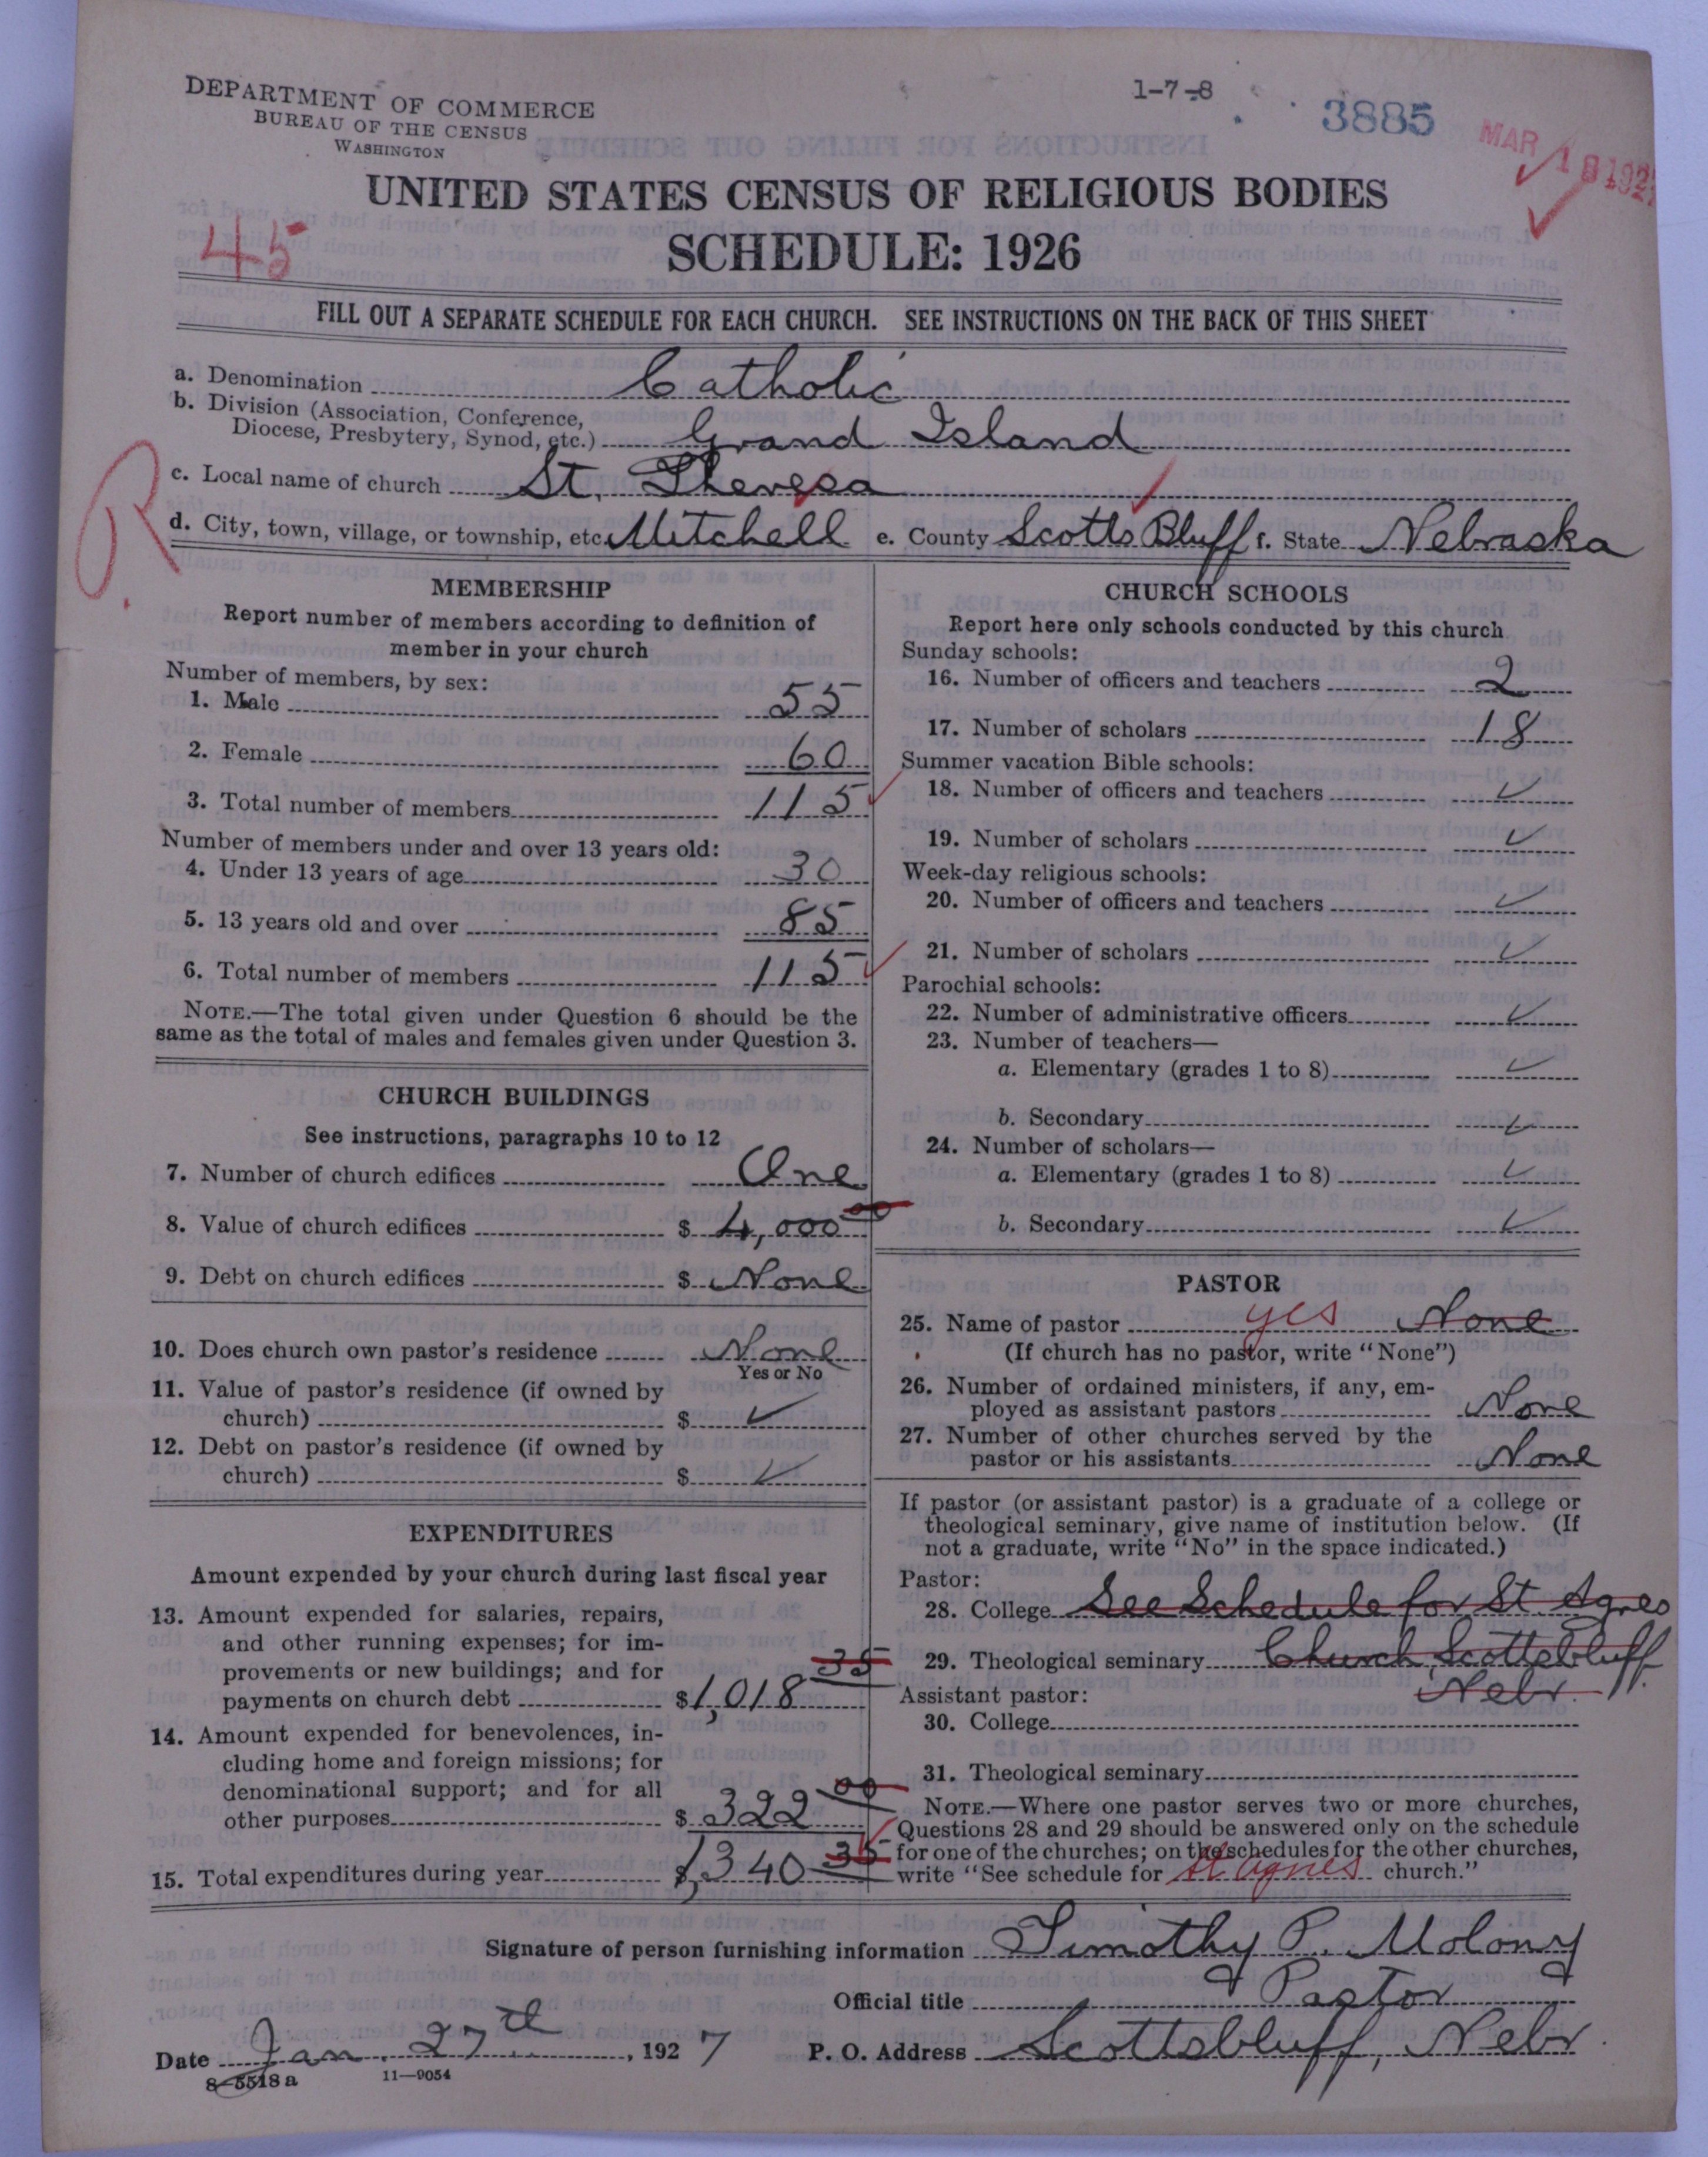 DEPARTMENT OF COMMERCE
BUREAU OF THE CENSUS
WASHINGTON
1-7-8
3885
MAR 18 192
UNITED STATES CENSUS OF RELIGIOUS BODIES
45
SCHEDULE: 1926
FILL OUT A SEPARATE SCHEDULE FOR EACH CHURCH. SEE INSTRUCTIONS ON THE BACK OF THIS SHEET
a. Denomination Catholic
b. Division (Association, Conference,
Diocese, Presbytery, Synod, etc.) Grand Island
R.
c. Local name of church St. Theresa
d. City, town, village, or township, etc. Mitchell e. County Scotts Bluff f. State Nebraska
MEMBERSHIP
Report number of members according to definition of
member in your church
Number of members, by sex:
1. Male 55
2. Female 60
3. Total number of members 115
Number of members under and over 13 years old:
4. Under 13 years of age 30
5. 13 years old and over 85
6. Total number of members 115
NOTE.—The total given under Question 6 should be the
same as the total of males and females given under Question 3.
CHURCH BUILDINGS
See instructions, paragraphs 10 to 12
7. Number of church edifices One
8. Value of church edifices $ 4,000 00
9. Debt on church edifices $ None
10. Does church own pastor's residence None
Yes or No
11. Value of pastor's residence (if owned by
church) $ ✓
12. Debt on pastor's residence (if owned by
church) $ ✓
EXPENDITURES
Amount expended by your church during last fiscal year
13. Amount expended for salaries, repairs,
and other running expenses; for im-
provements or new buildings; and for
payments on church debt $ 1,018 35
14. Amount expended for benevolences, in-
cluding home and foreign missions; for
denominational support; and for all
other purposes $ 322 00
15. Total expenditures during year $ 1,340 35
CHURCH SCHOOLS
Report here only schools conducted by this church
Sunday schools:
16. Number of officers and teachers 2
17. Number of scholars 18
Summer vacation Bible schools:
18. Number of officers and teachers ✓
19. Number of scholars ✓
Week-day religious schools:
20. Number of officers and teachers ✓
21. Number of scholars ✓
Parochial schools:
22. Number of administrative officers ✓
23. Number of teachers—
a. Elementary (grades 1 to 8) ✓
b. Secondary ✓
24. Number of scholars—
a. Elementary (grades 1 to 8) ✓
b. Secondary ✓
PASTOR
25. Name of pastor yes None
(If church has no pastor, write "None")
26. Number of ordained ministers, if any, em-
ployed as assistant pastors None
27. Number of other churches served by the
pastor or his assistants None
If pastor (or assistant pastor) is a graduate of a college or
theological seminary, give name of institution below. (If
not a graduate, write "No" in the space indicated.)
Pastor:
28. College See Schedule for St. Agnes
29. Theological seminary Church Scottsbluff
Nebr.
Assistant pastor:
30. College
31. Theological seminary
NOTE.—Where one pastor serves two or more churches,
Questions 28 and 29 should be answered only on the schedule
for one of the churches; on the schedules for the other churches,
write "See schedule for St Agnes church."
Signature of person furnishing information Timothy P. Molony
Official title Pastor
Date Jan. 27th, 1927 P. O. Address Scottsbluff, Nebr.
8-5518a 11—9054